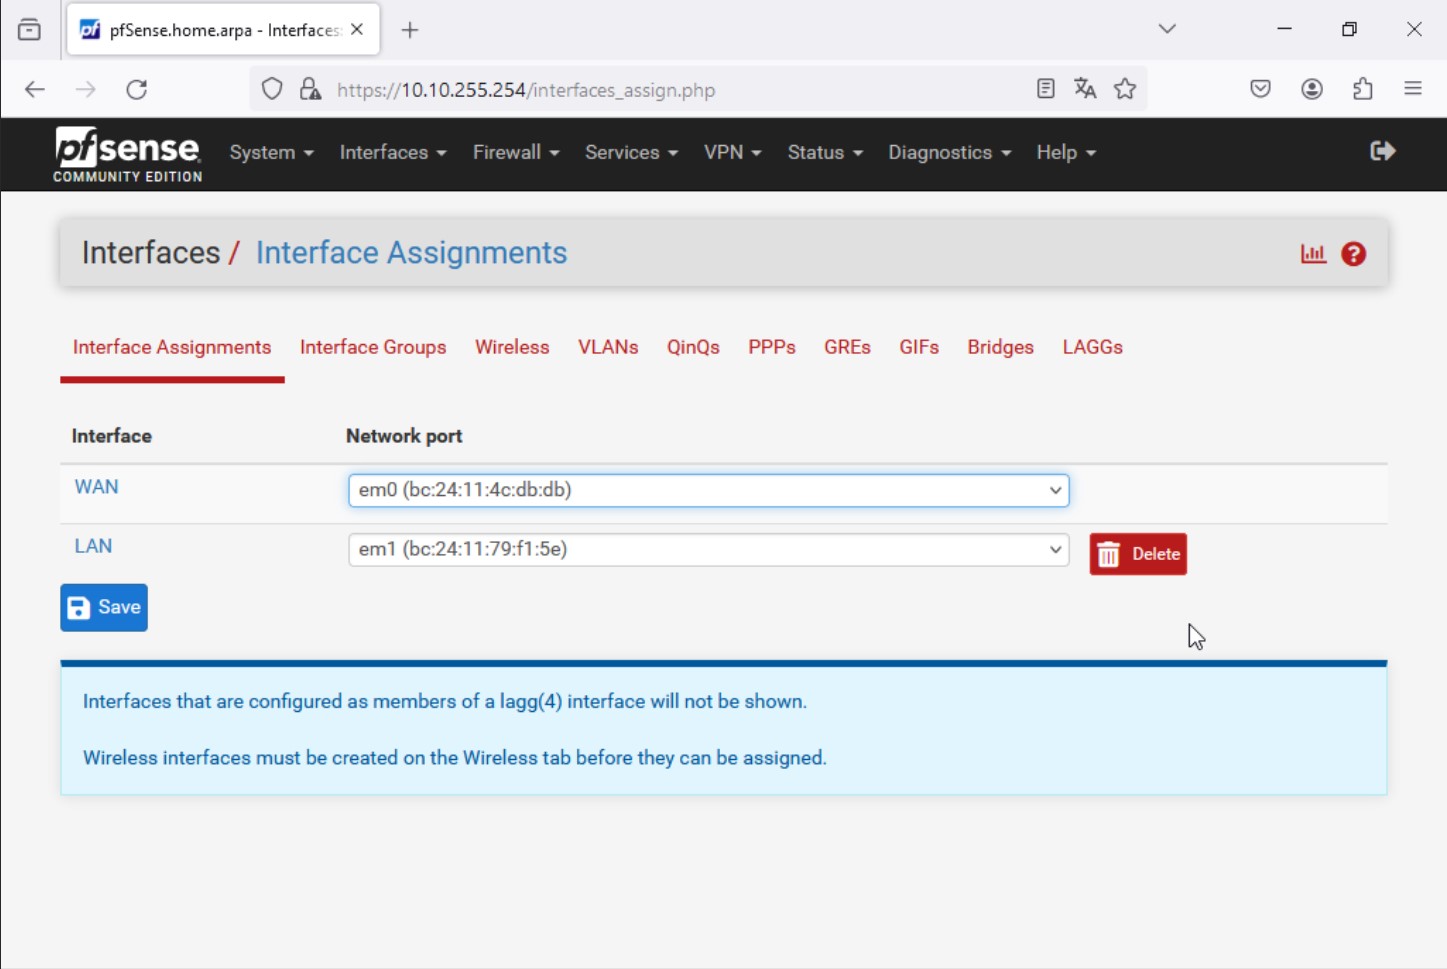 pfSense.home.arpa - Interfaces:
https://10.10.255.254/interfaces_assign.php
pfsense
COMMUNITY EDITION
System Interfaces Firewall Services VPN Status Diagnostics Help
Interfaces / Interface Assignments
Interface Assignments Interface Groups Wireless VLANs QinQs PPPs GREs GIFs Bridges LAGGs
Interface Network port
WAN em0 (bc:24:11:4c:db:db)
LAN em1 (bc:24:11:79:f1:5e) Delete
Save
Interfaces that are configured as members of a lagg(4) interface will not be shown.
Wireless interfaces must be created on the Wireless tab before they can be assigned.